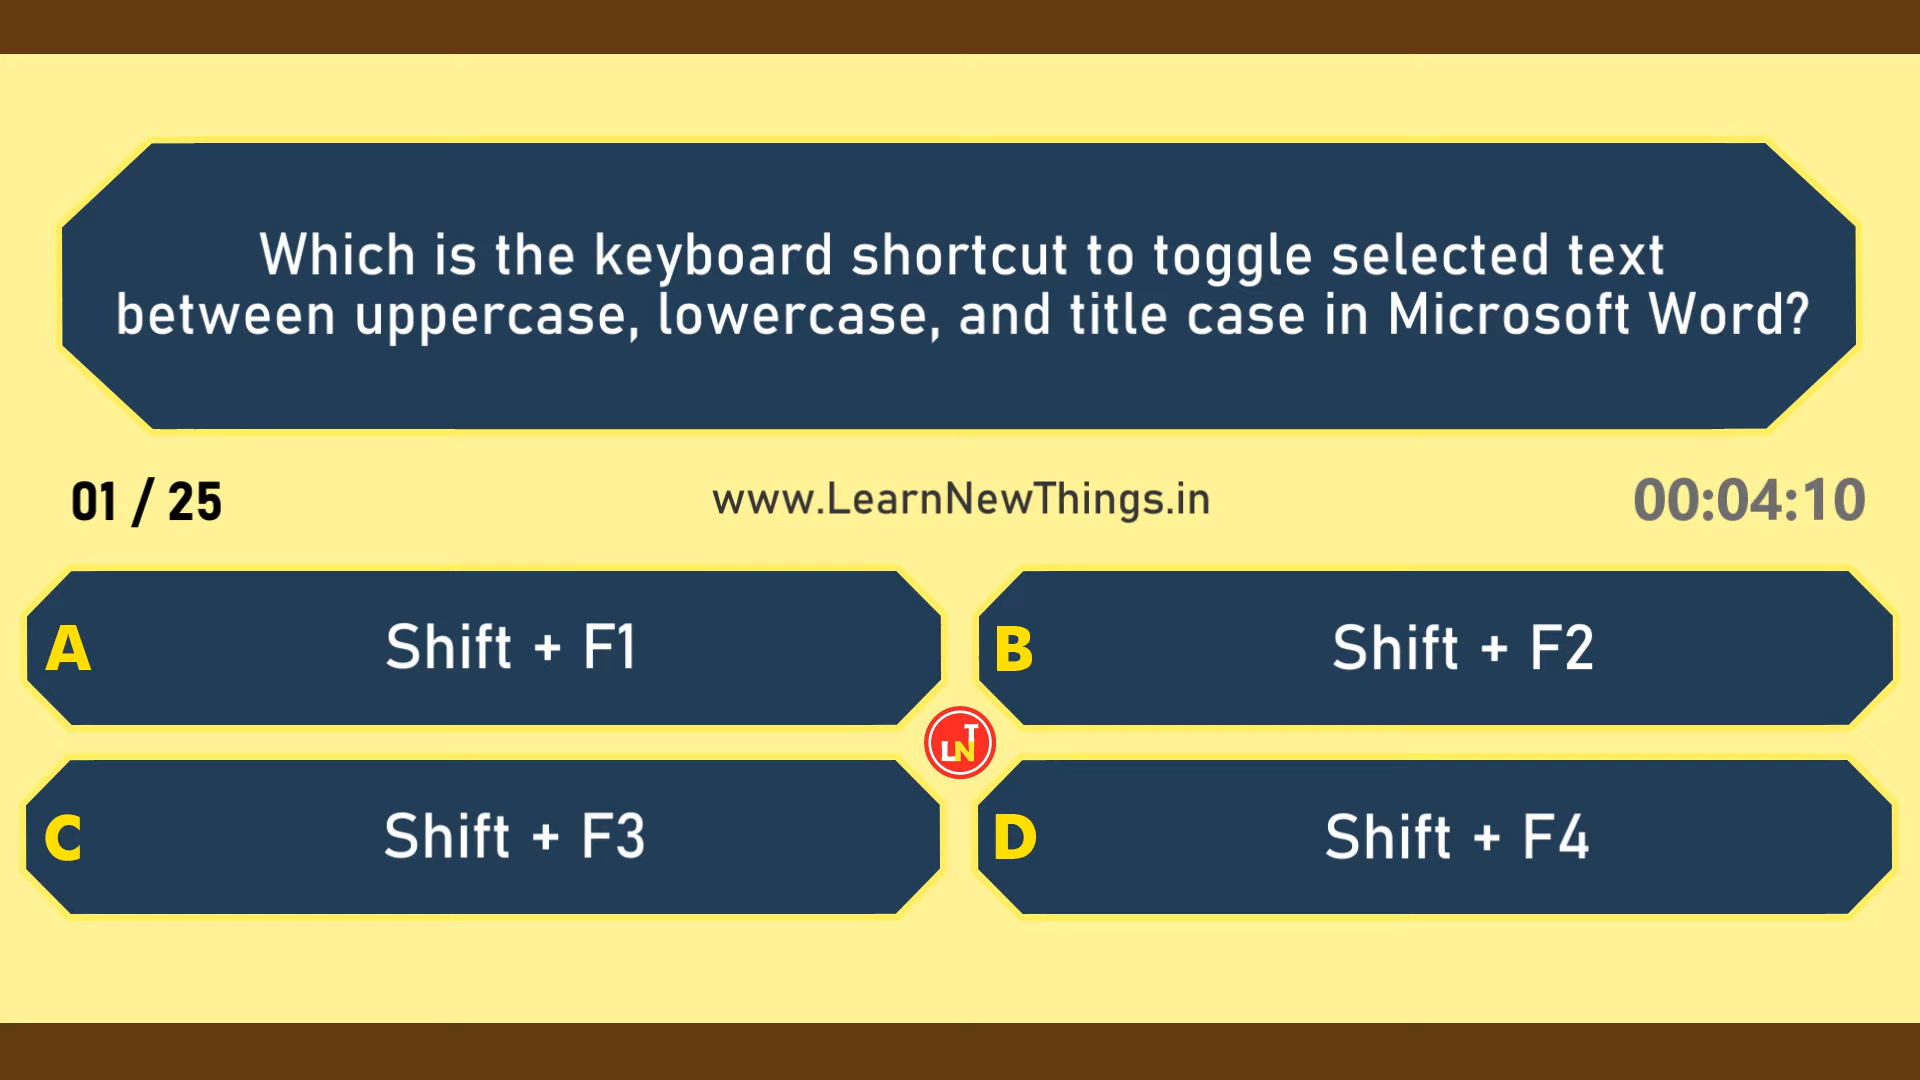 Which is the keyboard shortcut to toggle selected text
between uppercase, lowercase, and title case in Microsoft Word?
01 / 25
www.LearnNewThings.in
00:04:10
A Shift + F1
B Shift + F2
LNT
C Shift + F3
D Shift + F4